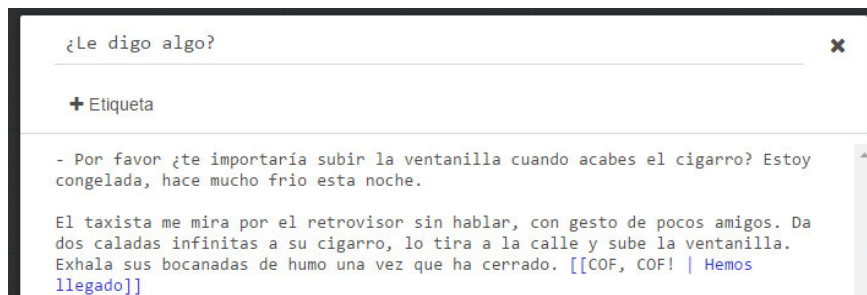 ¿Le digo algo?
✖
+ Etiqueta
- Por favor ¿te importaría subir la ventanilla cuando acabes el cigarro? Estoy
congelada, hace mucho frio esta noche.
El taxista me mira por el retrovisor sin hablar, con gesto de pocos amigos. Da
dos caladas infinitas a su cigarro, lo tira a la calle y sube la ventanilla.
Exhala sus bocanadas de humo una vez que ha cerrado. [[COF, COF! | Hemos
llegado]]